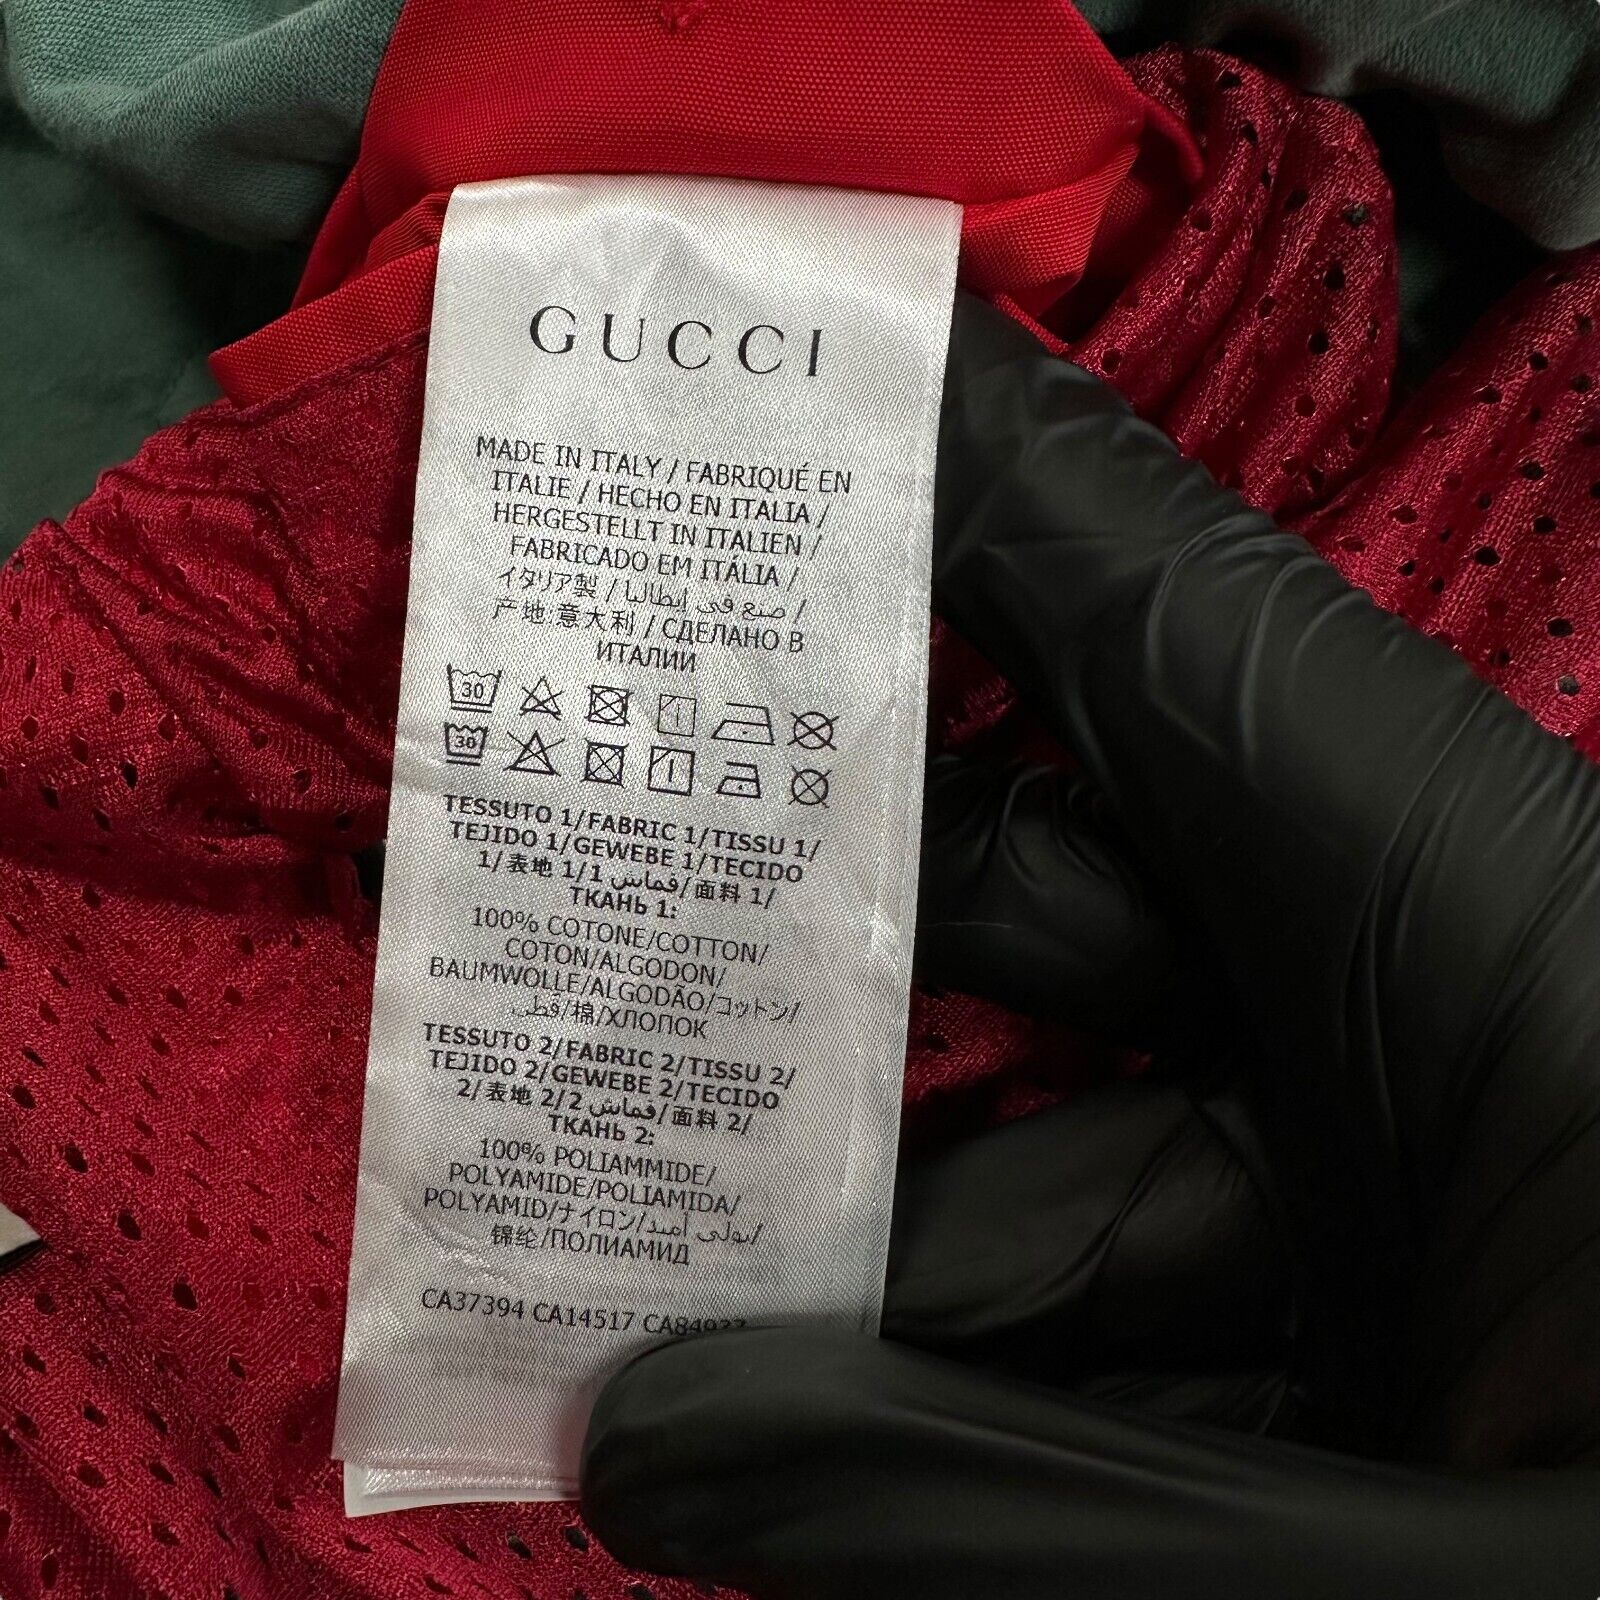 GUCCI
MADE IN ITALY / FABRIQUÉ EN
ITALIE / HECHO EN ITALIA /
HERGESTELLT IN ITALIEN /
FABRICADO EM ITÁLIA /
イタリア製 / صنع في إيطاليا /
产地:意大利 / СДЕЛАНО В
ИТАЛИИ
30
30
TESSUTO 1/FABRIC 1/TISSU 1/
TEJIDO 1/GEWEBE 1/TECIDO
1/表地 1/1 قماش/面料 1/
ТКАНЬ 1:
100% COTONE/COTTON/
COTON/ALGODON/
BAUMWOLLE/ALGODÃO/コットン/
قطن/棉/ХЛОПОК
TESSUTO 2/FABRIC 2/TISSU 2/
TEJIDO 2/GEWEBE 2/TECIDO
2/表地 2/2 قماش/面料 2/
ТКАНЬ 2:
100% POLIAMMIDE/
POLYAMIDE/POLIAMIDA/
POLYAMID/ナイロン/بولي أميد/
锦纶/ПОЛИАМИД
CA37394 CA14517